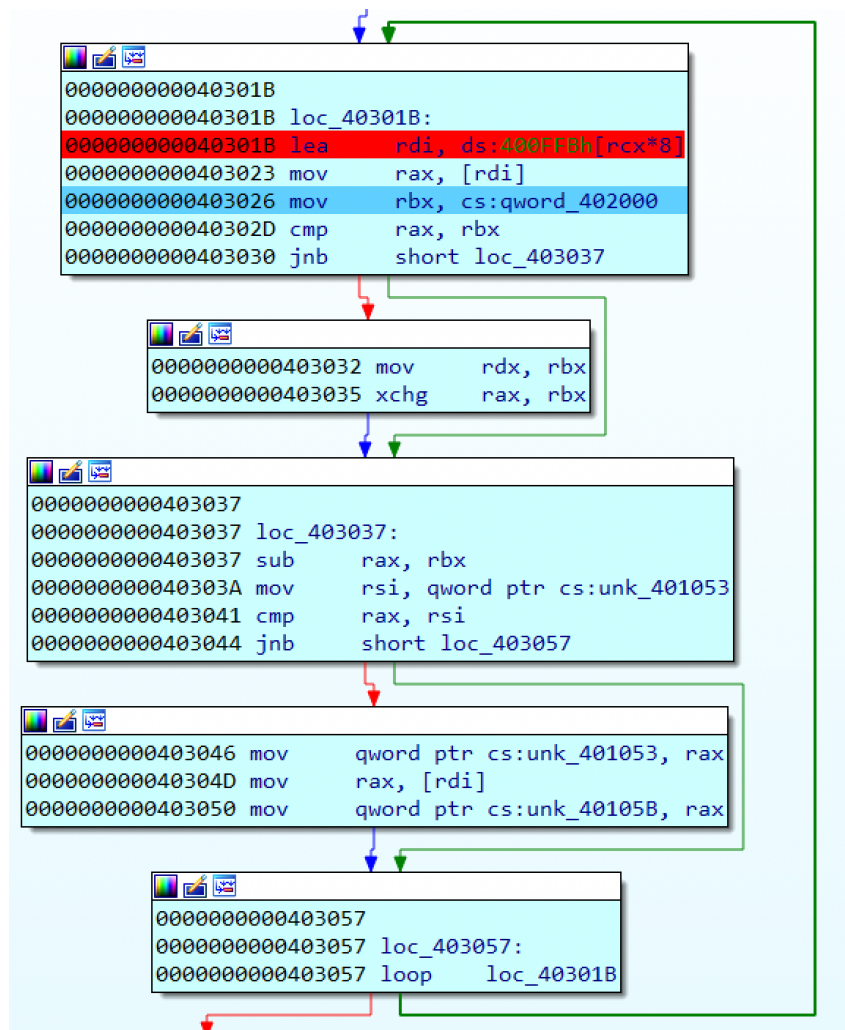 000000000040301B
000000000040301B loc_40301B:
000000000040301B lea rdi, ds:400FFBh[rcx*8]
0000000000403023 mov rax, [rdi]
0000000000403026 mov rbx, cs:qword_402000
000000000040302D cmp rax, rbx
0000000000403030 jnb short loc_403037
0000000000403032 mov rdx, rbx
0000000000403035 xchg rax, rbx
0000000000403037
0000000000403037 loc_403037:
0000000000403037 sub rax, rbx
000000000040303A mov rsi, qword ptr cs:unk_401053
0000000000403041 cmp rax, rsi
0000000000403044 jnb short loc_403057
0000000000403046 mov qword ptr cs:unk_401053, rax
000000000040304D mov rax, [rdi]
0000000000403050 mov qword ptr cs:unk_40105B, rax
0000000000403057
0000000000403057 loc_403057:
0000000000403057 loop loc_40301B